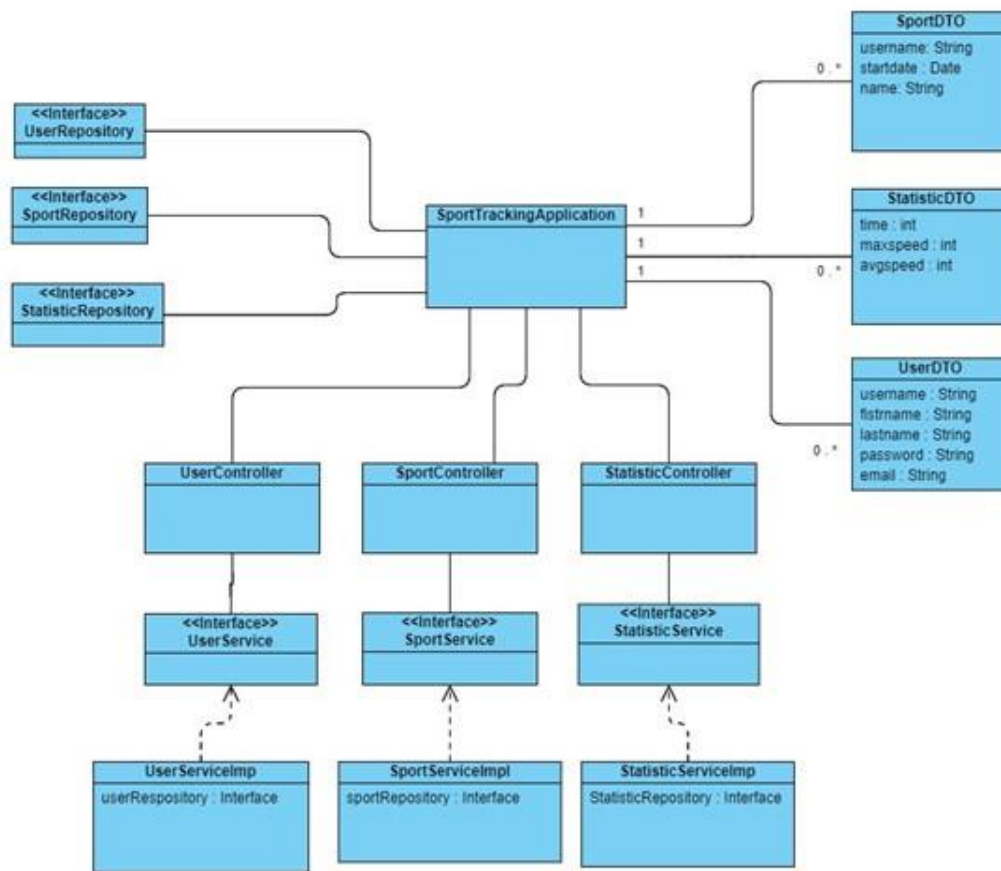 SportDTO
username: String
startdate : Date
name: String
0..*
<<Interface>>
UserRepository
<<Interface>>
SportRepository
<<Interface>>
StatisticRepository
SportTrackingApplication
1
1
1
StatisticDTO
time : int
maxspeed : int
avgspeed : int
0..*
UserDTO
username : String
fistrname : String
lastname : String
password : String
email : String
0..*
UserController
SportController
StatisticController
<<Interface>>
UserService
<<Interface>>
SportService
<<Interface>>
StatisticService
UserServiceImp
userRespository : Interface
SportServiceImpl
sportRepository : Interface
StatisticServiceImp
StatisticRepository : Interface